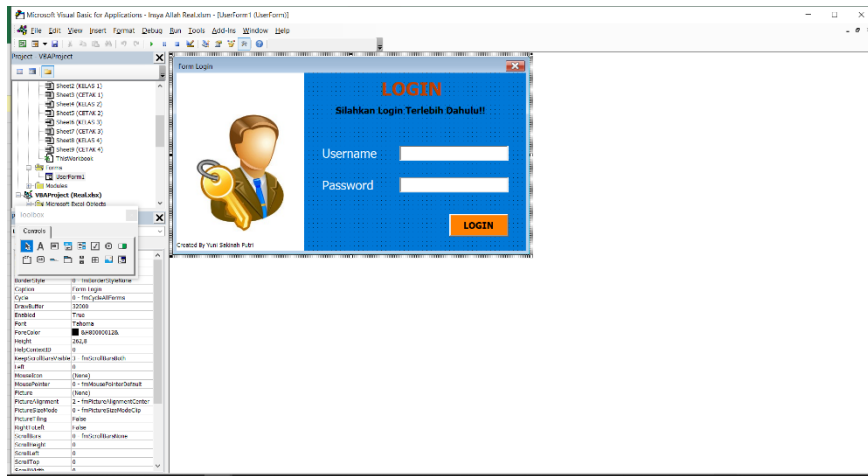 Microsoft Visual Basic for Applications - Insya Allah Real.xlsm - [UserForm1 (UserForm)]
File Edit View Insert Format Debug Run Tools Add-Ins Window Help
Project - VBAProject
Sheet2 (KELAS 1)
Sheet3 (CETAK 1)
Sheet4 (KELAS 2)
Sheet5 (CETAK 2)
Sheet6 (KELAS 3)
Sheet7 (CETAK 3)
Sheet8 (KELAS 4)
Sheet9 (CETAK 4)
ThisWorkbook
Forms
UserForm1
Modules
VBAProject (Real.xlsx)
Microsoft Excel Objects
Toolbox
Controls
BorderStyle 0 - fmBorderStyleNone
Caption Form Login
Cycle 0 - fmCycleAllForms
DrawBuffer 32000
Enabled True
Font Tahoma
ForeColor &H80000012&
Height 262,8
HelpContextID 0
KeepScrollBarsVisible 3 - fmScrollBarsBoth
Left 0
MouseIcon (None)
MousePointer 0 - fmMousePointerDefault
Picture (None)
PictureAlignment 2 - fmPictureAlignmentCenter
PictureSizeMode 0 - fmPictureSizeModeClip
PictureTiling False
RightToLeft False
ScrollBars 0 - fmScrollBarsNone
ScrollHeight 0
ScrollLeft 0
ScrollTop 0
ScrollWidth 0
Form Login
LOGIN
Silahkan Login Terlebih Dahulu!!
Username
Password
LOGIN
Created By Yuni Sakinah Putri